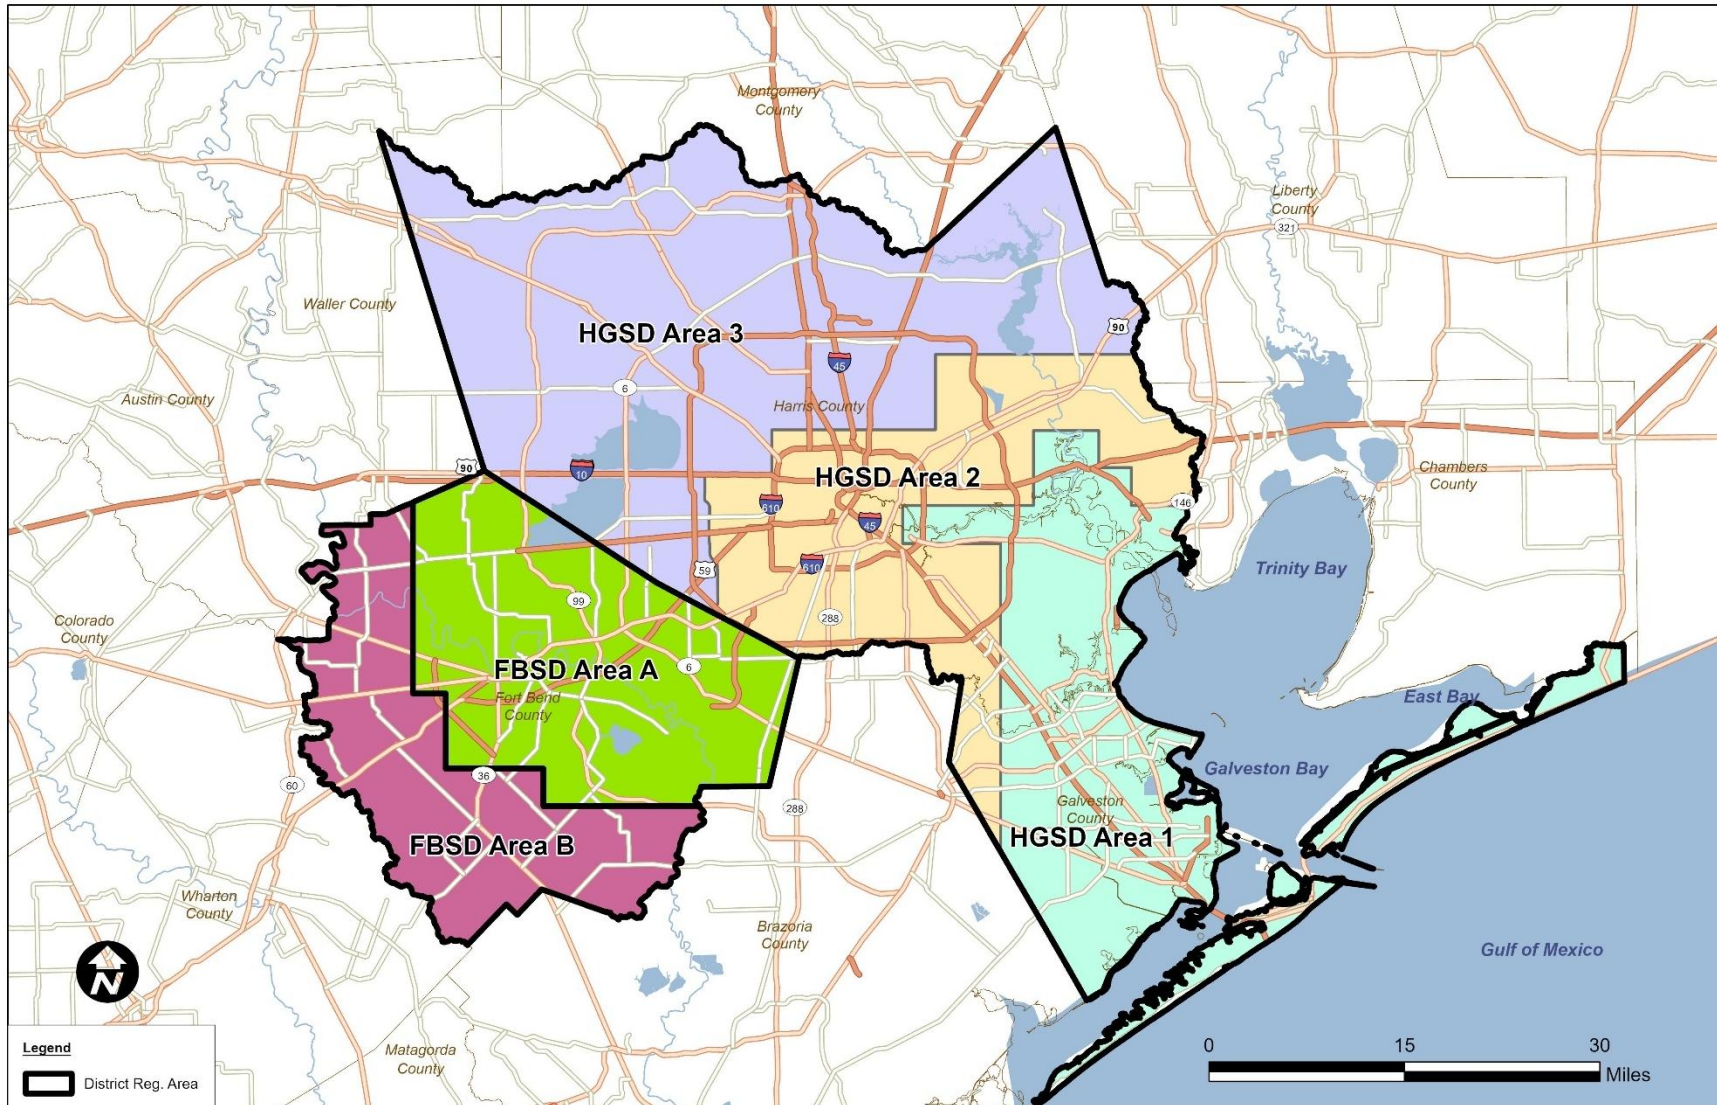 Montgomery
County
Liberty
County
321
Waller County
90
HGSD Area 3
45
6
Harris County
Austin County
90
10
HGSD Area 2
Chambers
County
610
45
146
610
59
Trinity Bay
99
288
Colorado
County
FBSD Area A
6
Fort Bend
County
East Bay
Galveston Bay
36
60
288
Galveston
County
HGSD Area 1
FBSD Area B
Wharton
County
Brazoria
County
Gulf of Mexico
N
Legend
District Reg. Area
Matagorda
County
0 15 30
Miles